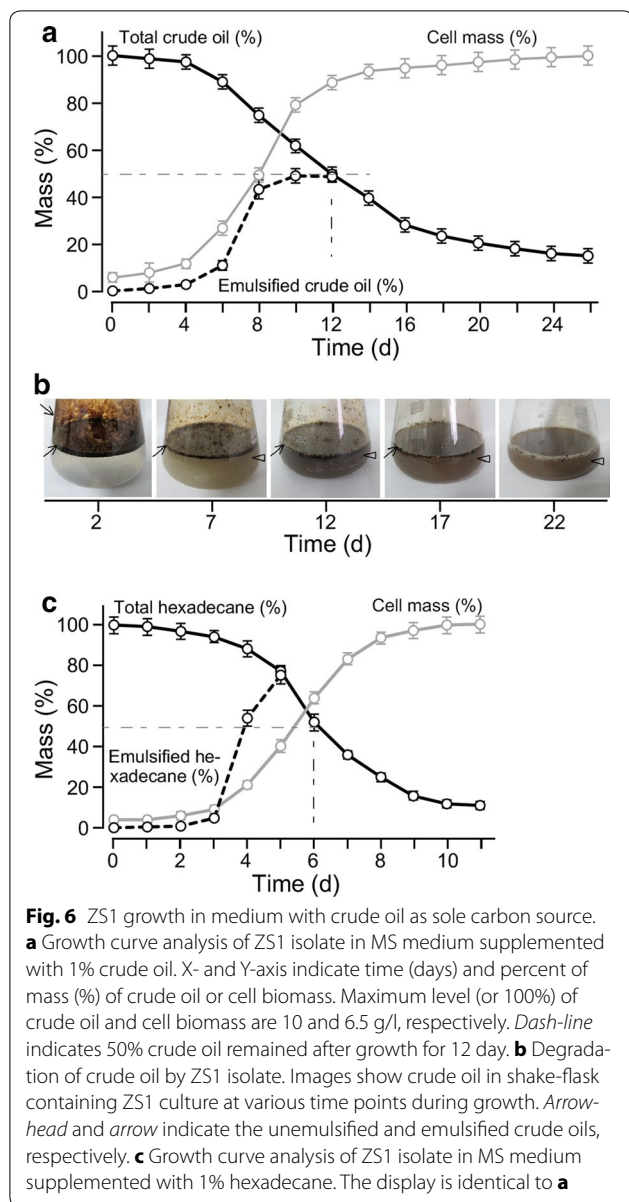 a
Total crude oil (%)
Cell mass (%)
100
80
60
40
20
0
Mass (%)
Emulsified crude oil (%)
0 4 8 12 16 20 24
Time (d)
b
2 7 12 17 22
Time (d)
c
Total hexadecane (%)
Cell mass (%)
100
80
60
40
20
0
Mass (%)
Emulsified he-
xadecane (%)
0 2 4 6 8 10
Time (d)
Fig. 6 ZS1 growth in medium with crude oil as sole carbon source.
a Growth curve analysis of ZS1 isolate in MS medium supplemented
with 1% crude oil. X- and Y-axis indicate time (days) and percent of
mass (%) of crude oil or cell biomass. Maximum level (or 100%) of
crude oil and cell biomass are 10 and 6.5 g/l, respectively. Dash-line
indicates 50% crude oil remained after growth for 12 day. b Degrada-
tion of crude oil by ZS1 isolate. Images show crude oil in shake-flask
containing ZS1 culture at various time points during growth. Arrow-
head and arrow indicate the unemulsified and emulsified crude oils,
respectively. c Growth curve analysis of ZS1 isolate in MS medium
supplemented with 1% hexadecane. The display is identical to a